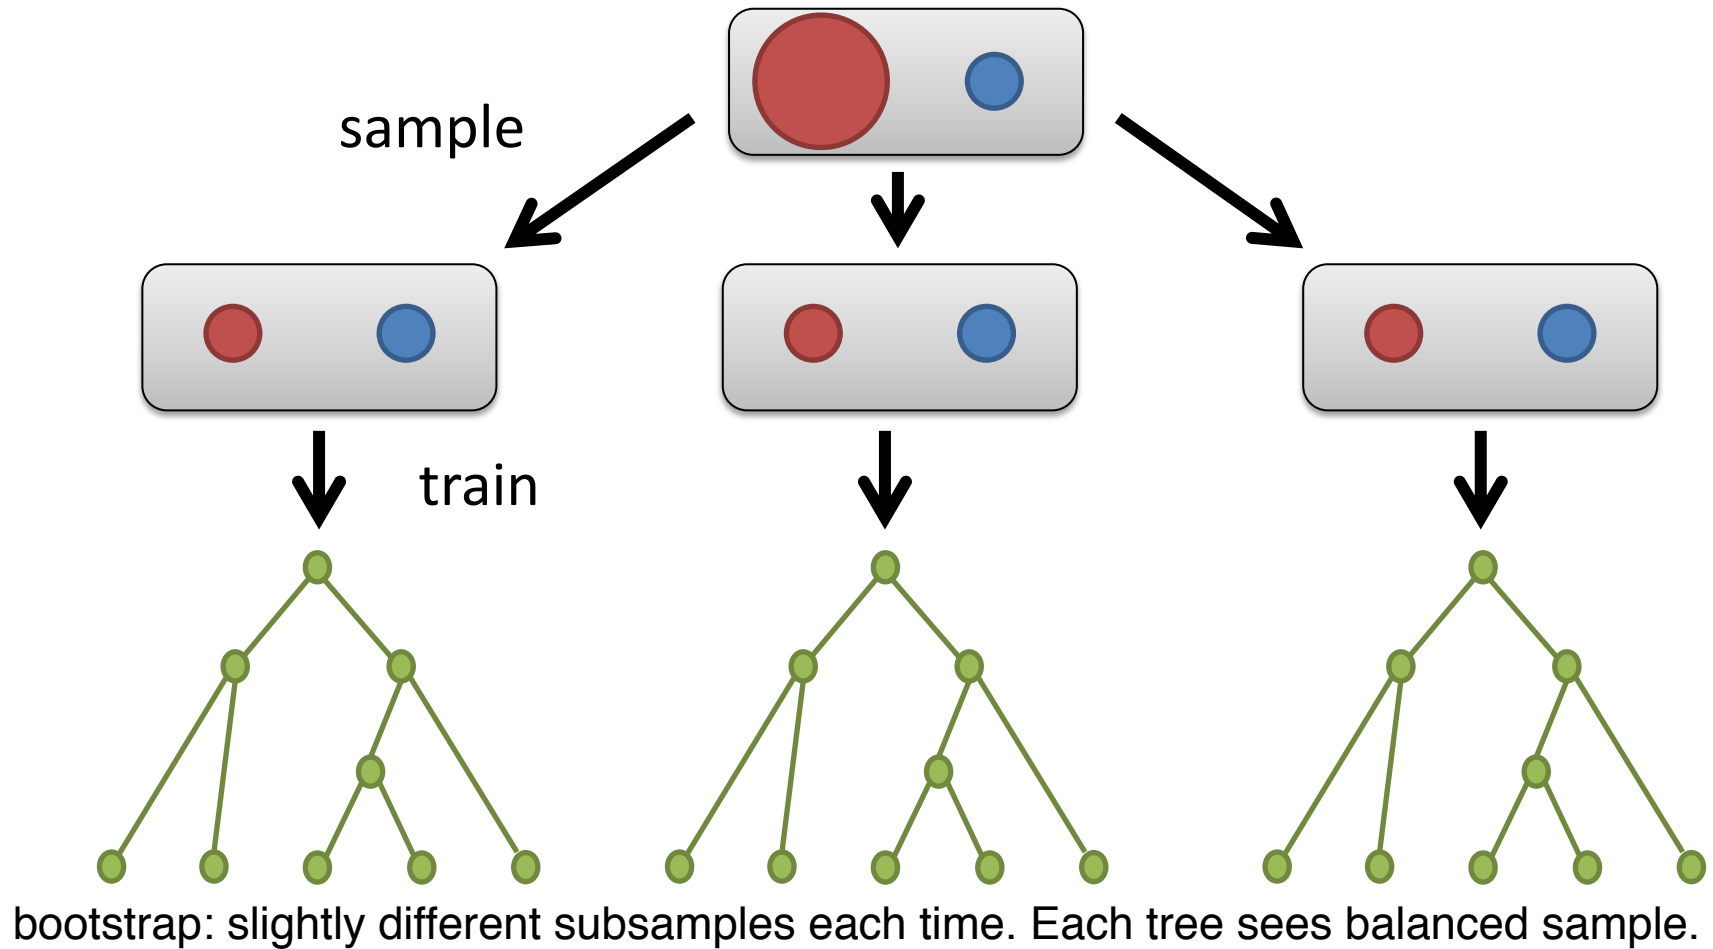 sample
train
bootstrap: slightly different subsamples each time. Each tree sees balanced sample.